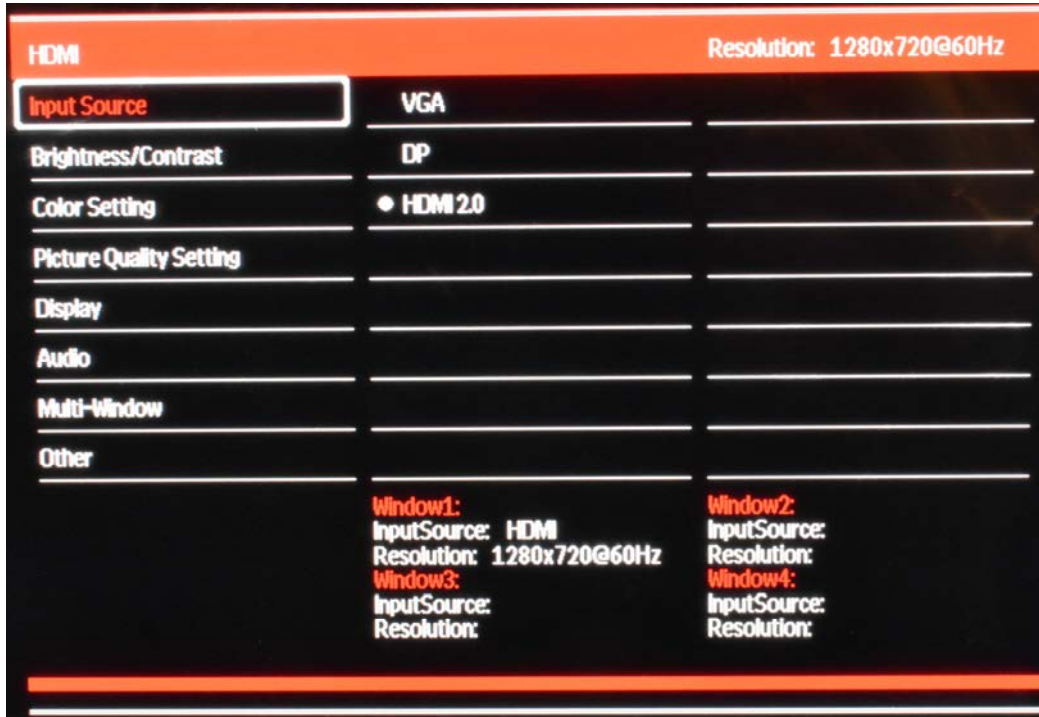 HDMI Resolution: 1280x720@60Hz
Input Source VGA
Brightness/Contrast DP
Color Setting HDMI 2.0
Picture Quality Setting
Display
Audio
Multi-Window
Other
Window1: Window2:
InputSource: HDMI InputSource:
Resolution: 1280x720@60Hz Resolution:
Window3: Window4:
InputSource: InputSource:
Resolution: Resolution: